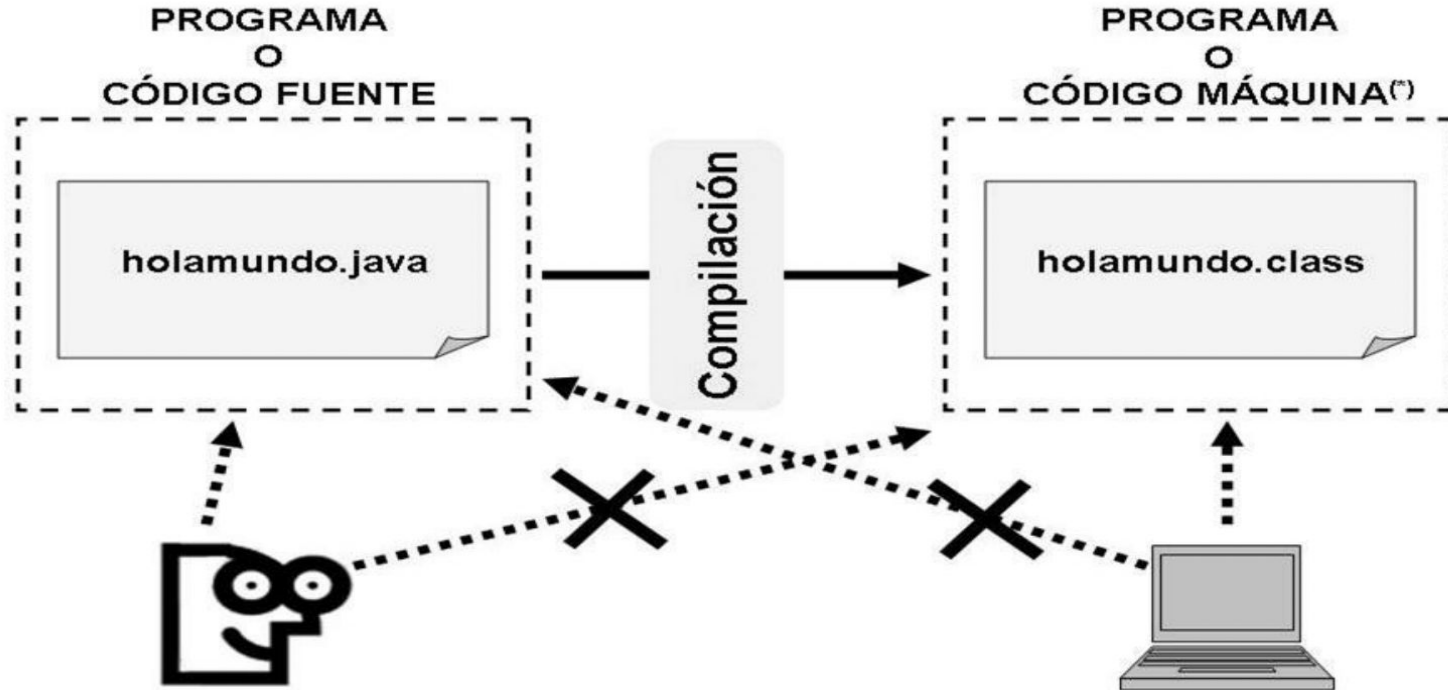 PROGRAMA
O
CÓDIGO FUENTE
holamundo.java
Compilación
PROGRAMA
O
CÓDIGO MÁQUINA(*)
holamundo.class